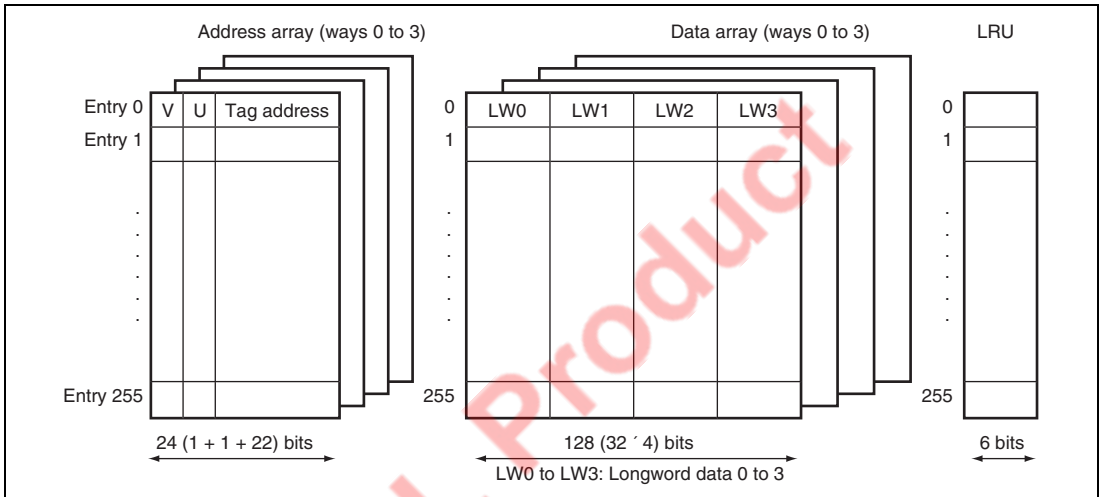 Address array (ways 0 to 3) Data array (ways 0 to 3) LRU
Entry 0 V U Tag address 0 LW0 LW1 LW2 LW3 0
Entry 1 1 1
.
.
.
.
.
.
Entry 255 255 255
24 (1 + 1 + 22) bits 128 (32 ´ 4) bits 6 bits
LW0 to LW3: Longword data 0 to 3
Product